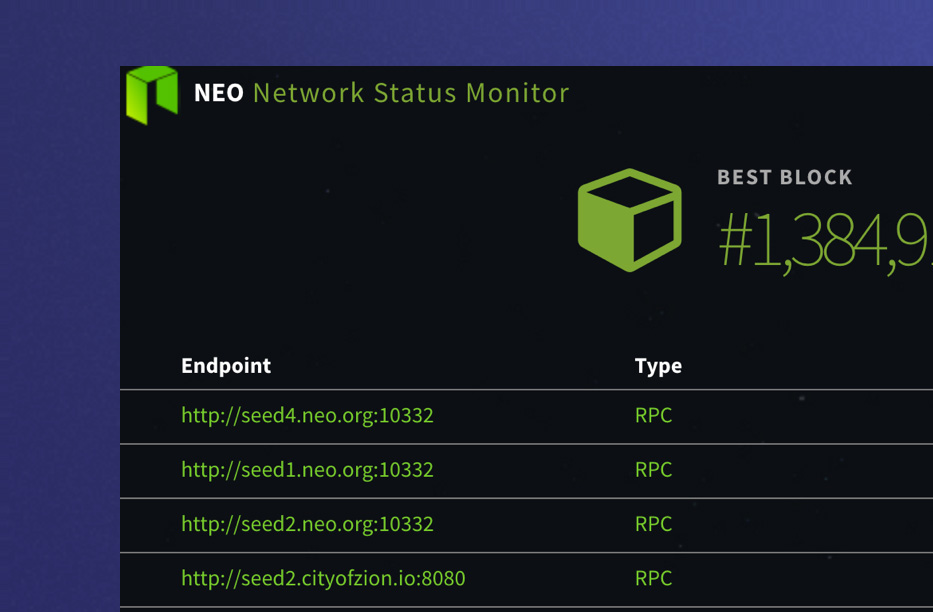 NEO Network Status Monitor
BEST BLOCK
#1,384,9
Endpoint Type
http://seed4.neo.org:10332 RPC
http://seed1.neo.org:10332 RPC
http://seed2.neo.org:10332 RPC
http://seed2.cityofzion.io:8080 RPC